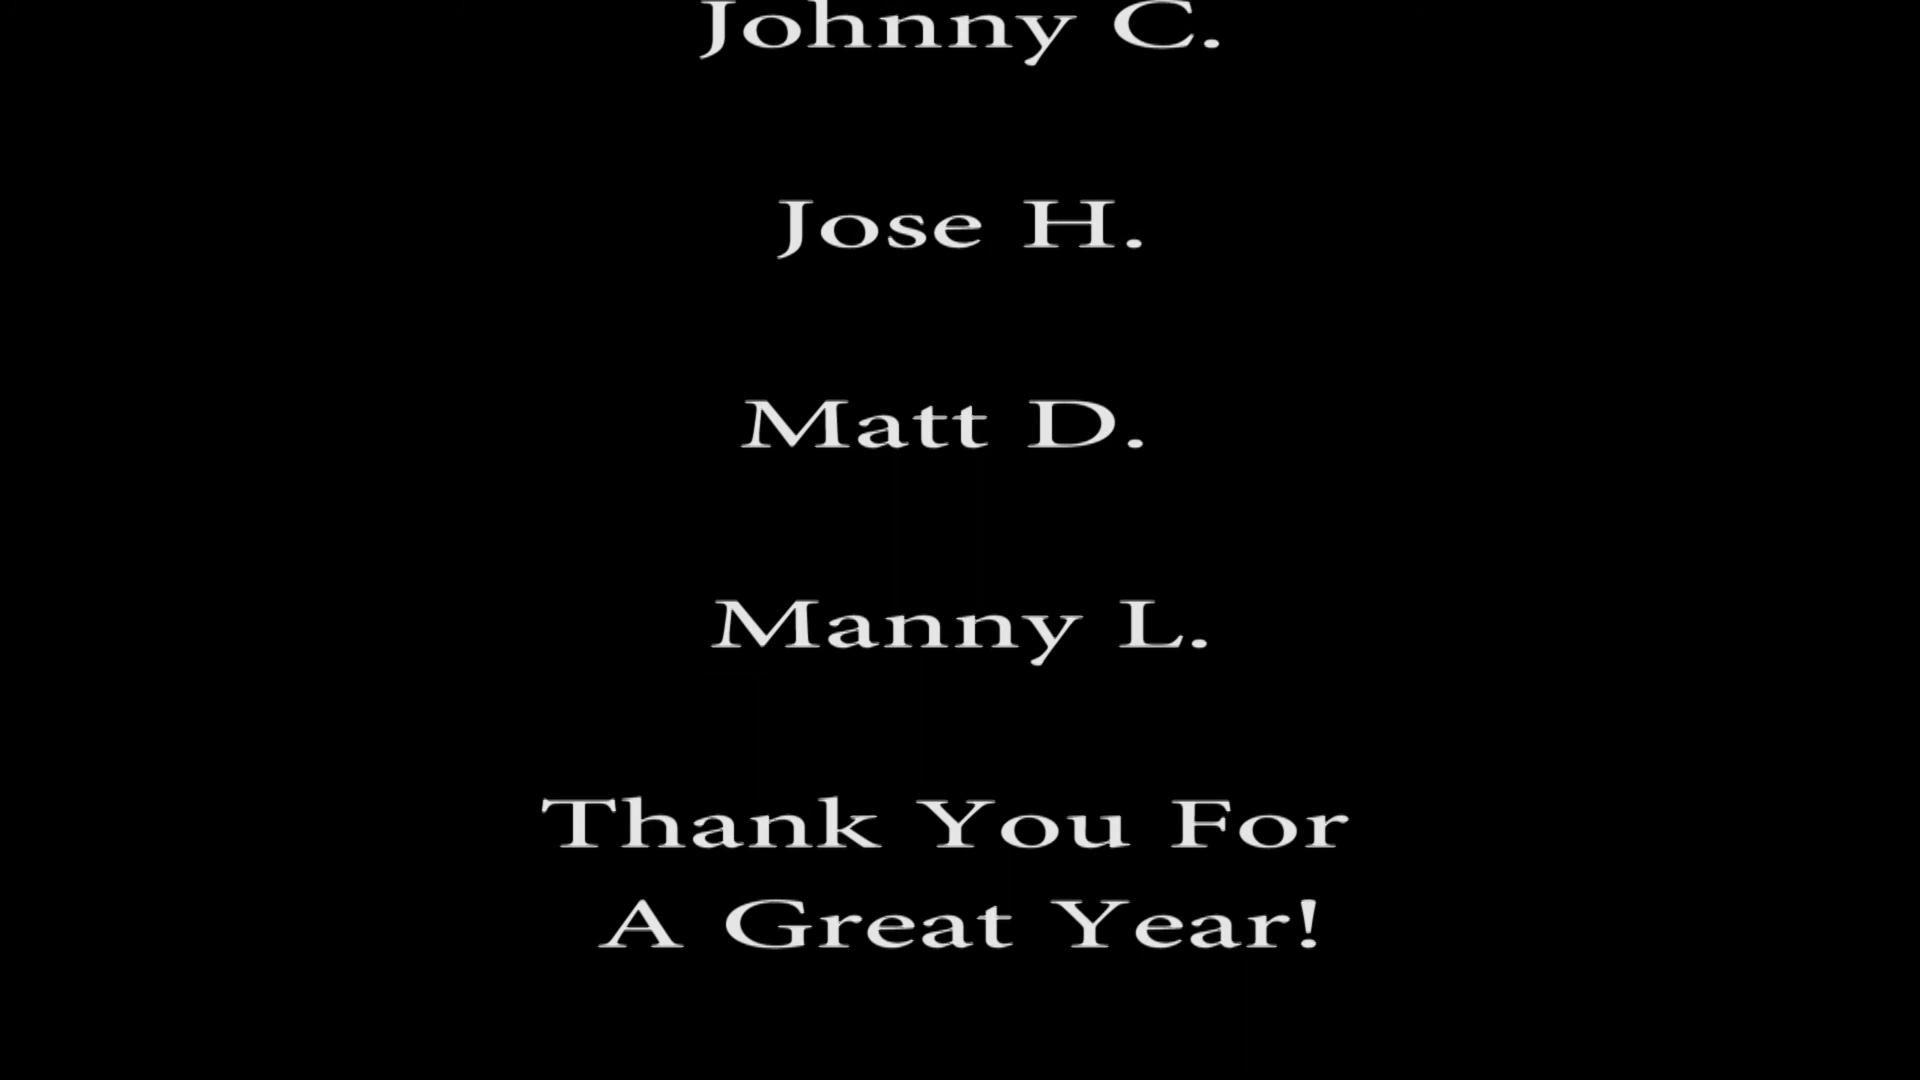 Johnny C.
Jose H.
Matt D.
Manny L.
Thank You For
A Great Year!